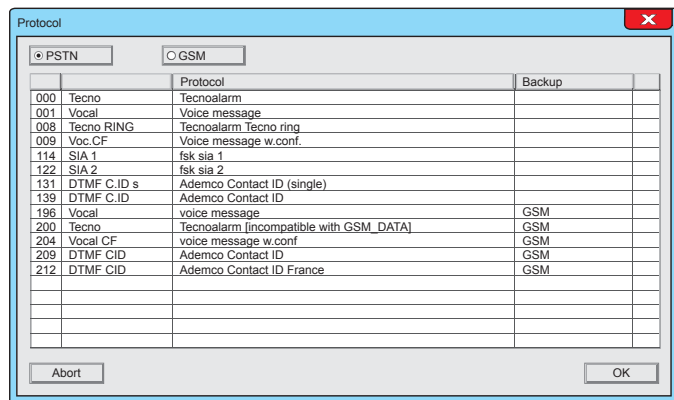 Protocol X
PSTN GSM
Protocol Backup
000 Tecno Tecnoalarm
001 Vocal Voice message
008 Tecno RING Tecnoalarm Tecno ring
009 Voc.CF Voice message w.conf.
114 SIA 1 fsk sia 1
122 SIA 2 fsk sia 2
131 DTMF C.ID s Ademco Contact ID (single)
139 DTMF C.ID Ademco Contact ID
196 Vocal voice message GSM
200 Tecno Tecnoalarm [incompatible with GSM_DATA] GSM
204 Vocal CF voice message w.conf GSM
209 DTMF CID Ademco Contact ID GSM
212 DTMF CID Ademco Contact ID France GSM
Abort OK